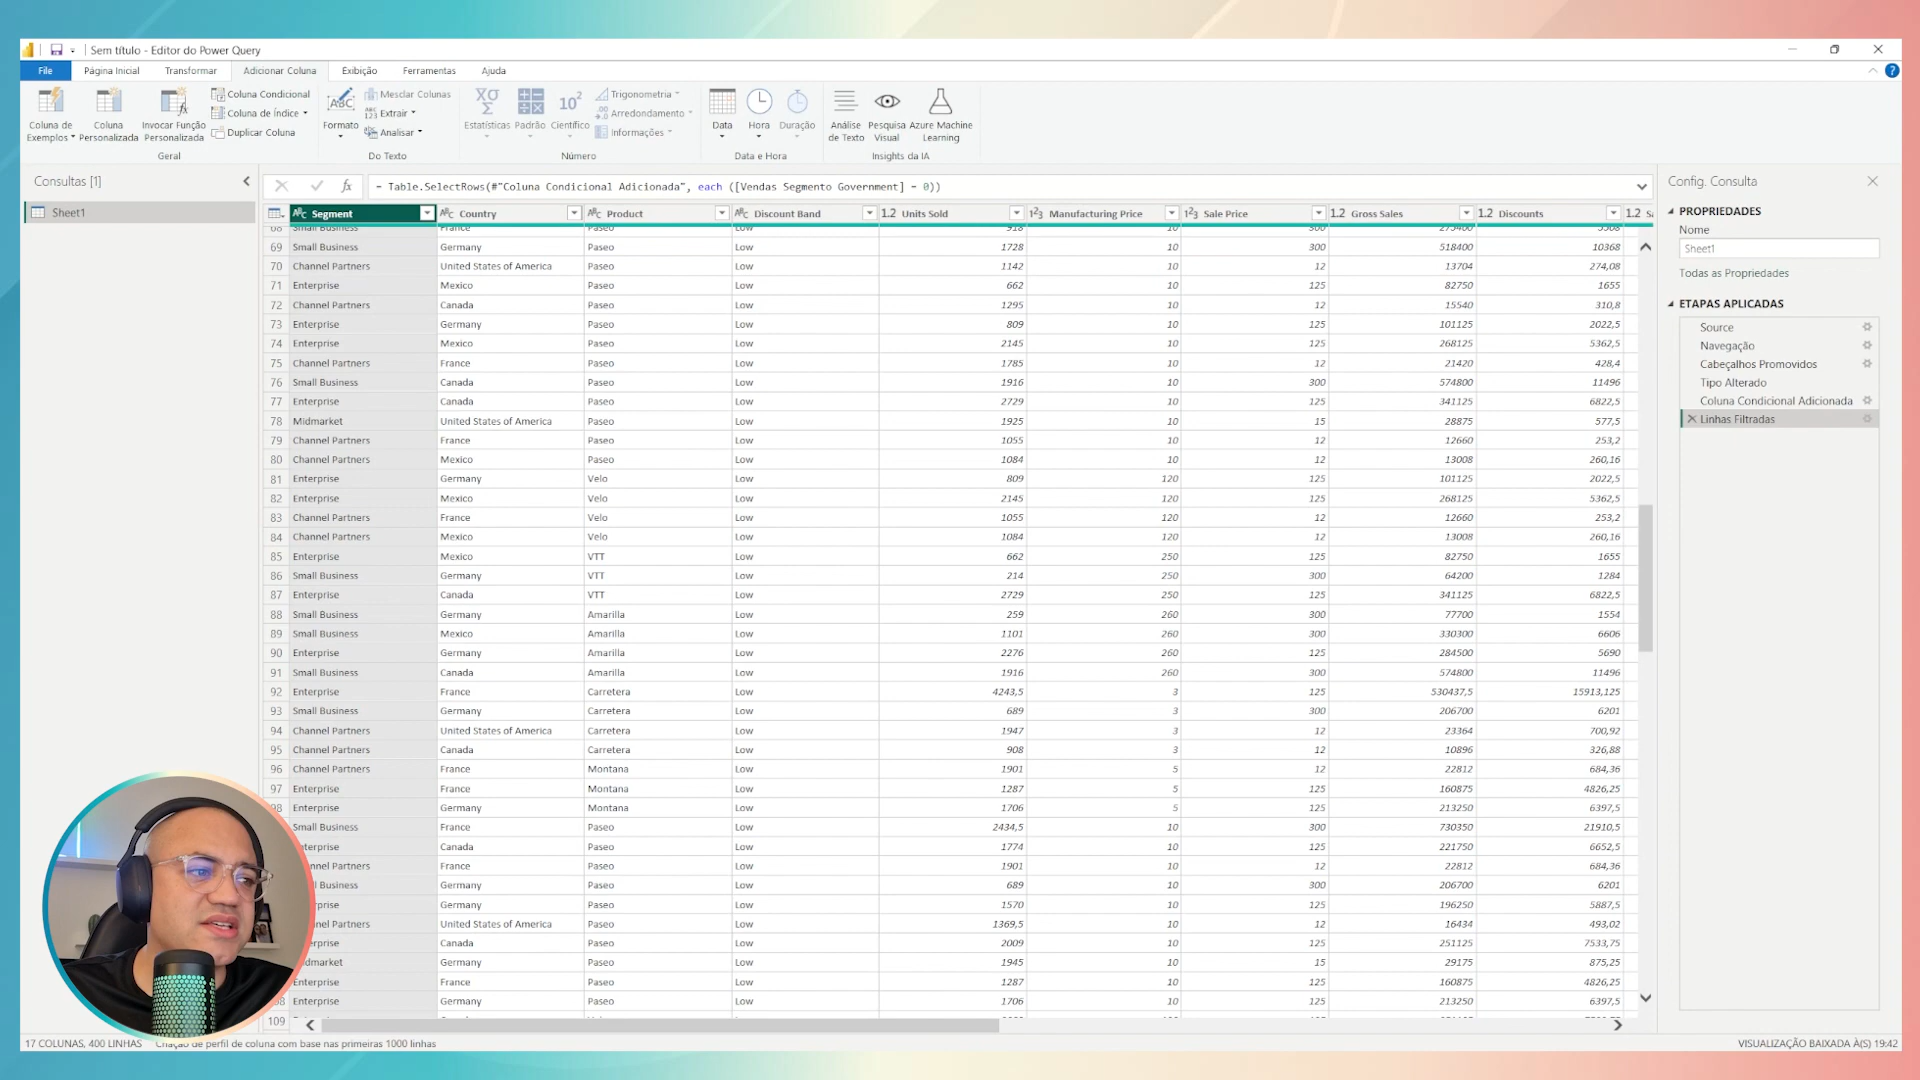 Sem título - Editor do Power Query
File Página Inicial Transformar Adicionar Coluna Exibição Ferramentas Ajuda
Coluna de Exemplos Coluna Personalizada Invocar Função Personalizada Coluna Condicional Coluna de Índice Duplicar Coluna
Formato Mesclar Colunas Extrair Analisar
Estatísticas Padrão Científico Trigonometria Arredondamento Informações
Data Hora Duração
Análise de Texto Pesquisa Visual Azure Machine Learning
Geral Do Texto Número Data e Hora Insights da IA
Consultas [1]
Sheet1
= Table.SelectRows(#"Coluna Condicional Adicionada", each ([Vendas Segmento Government] = 0))
Segment Country Product Discount Band 1.2 Units Sold 123 Manufacturing Price 123 Sale Price 1.2 Gross Sales 1.2 Discounts 1.2
68 Small Business France Paseo Low 918 10 300 275400 5508
69 Small Business Germany Paseo Low 1728 10 300 518400 10368
70 Channel Partners United States of America Paseo Low 1142 10 12 13704 274,08
71 Enterprise Mexico Paseo Low 662 10 125 82750 1655
72 Channel Partners Canada Paseo Low 1295 10 12 15540 310,8
73 Enterprise Germany Paseo Low 809 10 125 101125 2022,5
74 Enterprise Mexico Paseo Low 2145 10 125 268125 5362,5
75 Channel Partners France Paseo Low 1785 10 12 21420 428,4
76 Small Business Canada Paseo Low 1916 10 300 574800 11496
77 Enterprise Canada Paseo Low 2729 10 125 341125 6822,5
78 Midmarket United States of America Paseo Low 1925 10 15 28875 577,5
79 Channel Partners France Paseo Low 1055 10 12 12660 253,2
80 Channel Partners Mexico Paseo Low 1084 10 12 13008 260,16
81 Enterprise Germany Velo Low 809 120 125 101125 2022,5
82 Enterprise Mexico Velo Low 2145 120 125 268125 5362,5
83 Channel Partners France Velo Low 1055 120 12 12660 253,2
84 Channel Partners Mexico Velo Low 1084 120 12 13008 260,16
85 Enterprise Mexico VTT Low 662 250 125 82750 1655
86 Small Business Germany VTT Low 214 250 300 64200 1284
87 Enterprise Canada VTT Low 2729 250 125 341125 6822,5
88 Small Business Germany Amarilla Low 259 260 300 77700 1554
89 Small Business Mexico Amarilla Low 1101 260 300 330300 6606
90 Enterprise Germany Amarilla Low 2276 260 125 284500 5690
91 Small Business Canada Amarilla Low 1916 260 300 574800 11496
92 Enterprise France Carretera Low 4243,5 3 125 530437,5 15913,125
93 Small Business Germany Carretera Low 689 3 300 206700 6201
94 Channel Partners United States of America Carretera Low 1947 3 12 23364 700,92
95 Channel Partners Canada Carretera Low 908 3 12 10896 326,88
96 Channel Partners France Montana Low 1901 5 12 22812 684,36
97 Enterprise France Montana Low 1287 5 125 160875 4826,25
98 Enterprise Germany Montana Low 1706 5 125 213250 6397,5
Small Business France Paseo Low 2434,5 10 300 730350 21910,5
nterprise Canada Paseo Low 1774 10 125 221750 6652,5
nnel Partners France Paseo Low 1901 10 12 22812 684,36
ll Business Germany Paseo Low 689 10 300 206700 6201
rprise Germany Paseo Low 1570 10 125 196250 5887,5
nel Partners United States of America Paseo Low 1369,5 10 12 16434 493,02
rprise Canada Paseo Low 2009 10 125 251125 7533,75
dmarket Germany Paseo Low 1945 10 15 29175 875,25
Enterprise France Paseo Low 1287 10 125 160875 4826,25
Enterprise Germany Paseo Low 1706 10 125 213250 6397,5
109
Config. Consulta
PROPRIEDADES
Nome
Sheet1
Todas as Propriedades
ETAPAS APLICADAS
Source
Navegação
Cabeçalhos Promovidos
Tipo Alterado
Coluna Condicional Adicionada
Linhas Filtradas
17 COLUNAS, 400 LINHAS Criação de perfil de coluna com base nas primeiras 1000 linhas VISUALIZAÇÃO BAIXADA À(S) 19:42